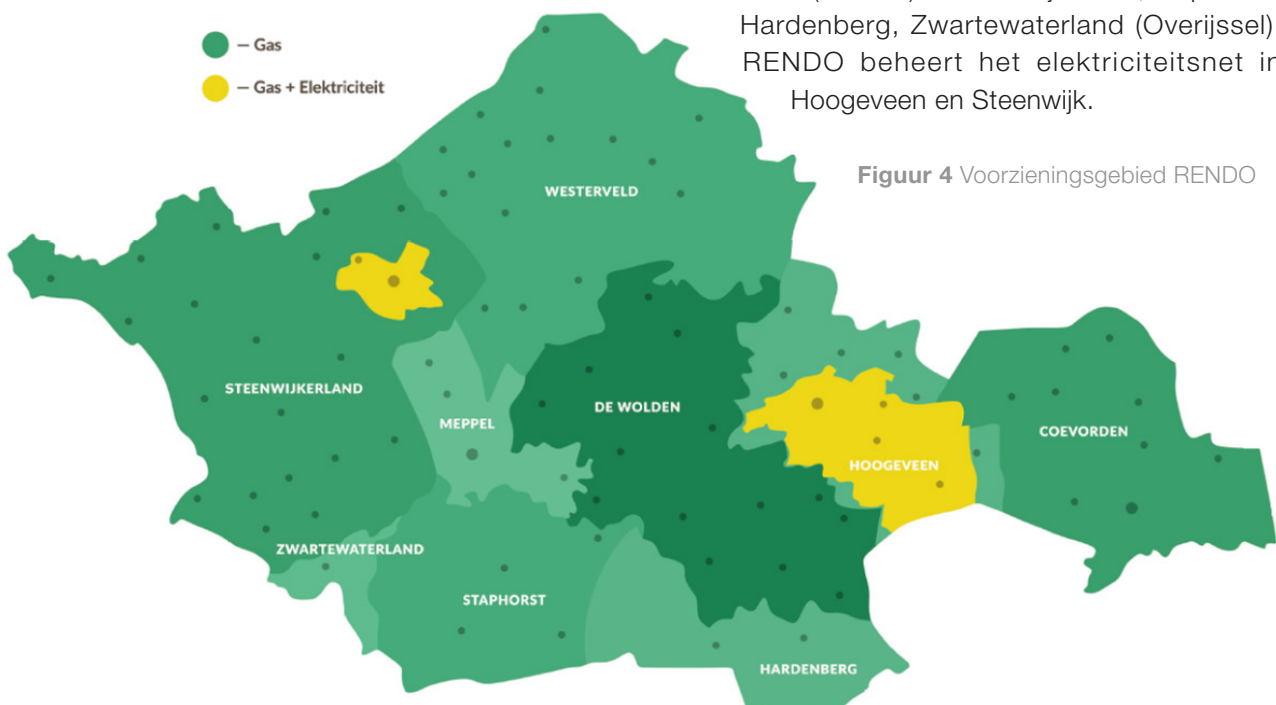 Hardenberg, Zwartewaterland (Overijssel)
RENDO beheert het elektriciteitsnet in
Hoogeveen en Steenwijk.
Figuur 4 Voorzieningsgebied RENDO
– Gas
– Gas + Elektriciteit
WESTERVELD
STEENWIJKERLAND
MEPPEL
DE WOLDEN
COEVORDEN
HOOGEVEEN
ZWARTEWATERLAND
STAPHORST
HARDENBERG